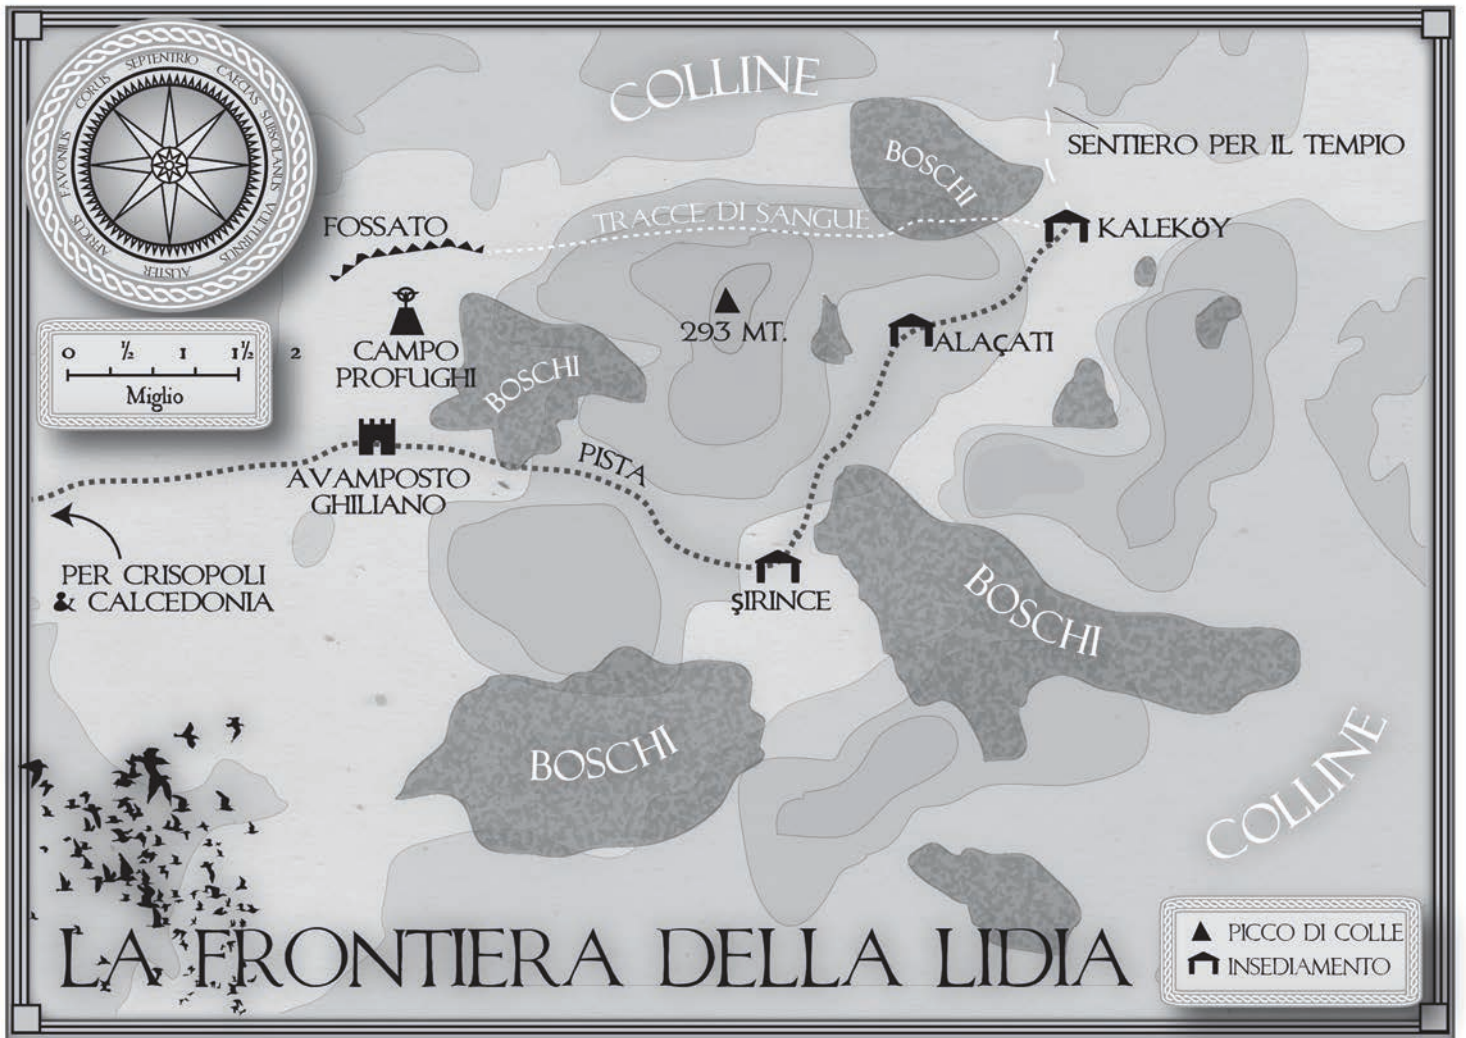 SEPTENTRIO
CAECIAS
SUBSOLANUS
VULTURNUS
AUSTER
AFRICUS
FAVONIUS
CORUS
COLLINE
BOSCHI
SENTIERO PER IL TEMPIO
FOSSATO
TRACCE DI SANGUE
KALEKÖY
0 ½ 1 1½ 2
Miglio
CAMPO
PROFUGHI
BOSCHI
293 MT.
ALAÇATI
AVAMPOSTO
GHILIANO
PISTA
PER CRISOPOLI
& CALCEDONIA
ŞIRINCE
BOSCHI
BOSCHI
COLLINE
LA FRONTIERA DELLA LIDIA
PICCO DI COLLE
INSEDIAMENTO